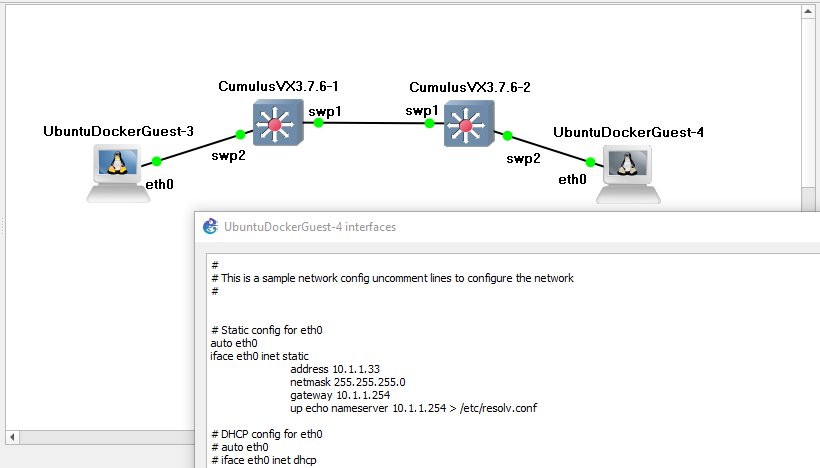 CumulusVX3.7.6-1
CumulusVX3.7.6-2
swp1
swp1
UbuntuDockerGuest-3
UbuntuDockerGuest-4
swp2
swp2
eth0
eth0
UbuntuDockerGuest-4 interfaces
#
# This is a sample network config uncomment lines to configure the network
#
# Static config for eth0
auto eth0
iface eth0 inet static
address 10.1.1.33
netmask 255.255.255.0
gateway 10.1.1.254
up echo nameserver 10.1.1.254 > /etc/resolv.conf
# DHCP config for eth0
# auto eth0
# iface eth0 inet dhcp